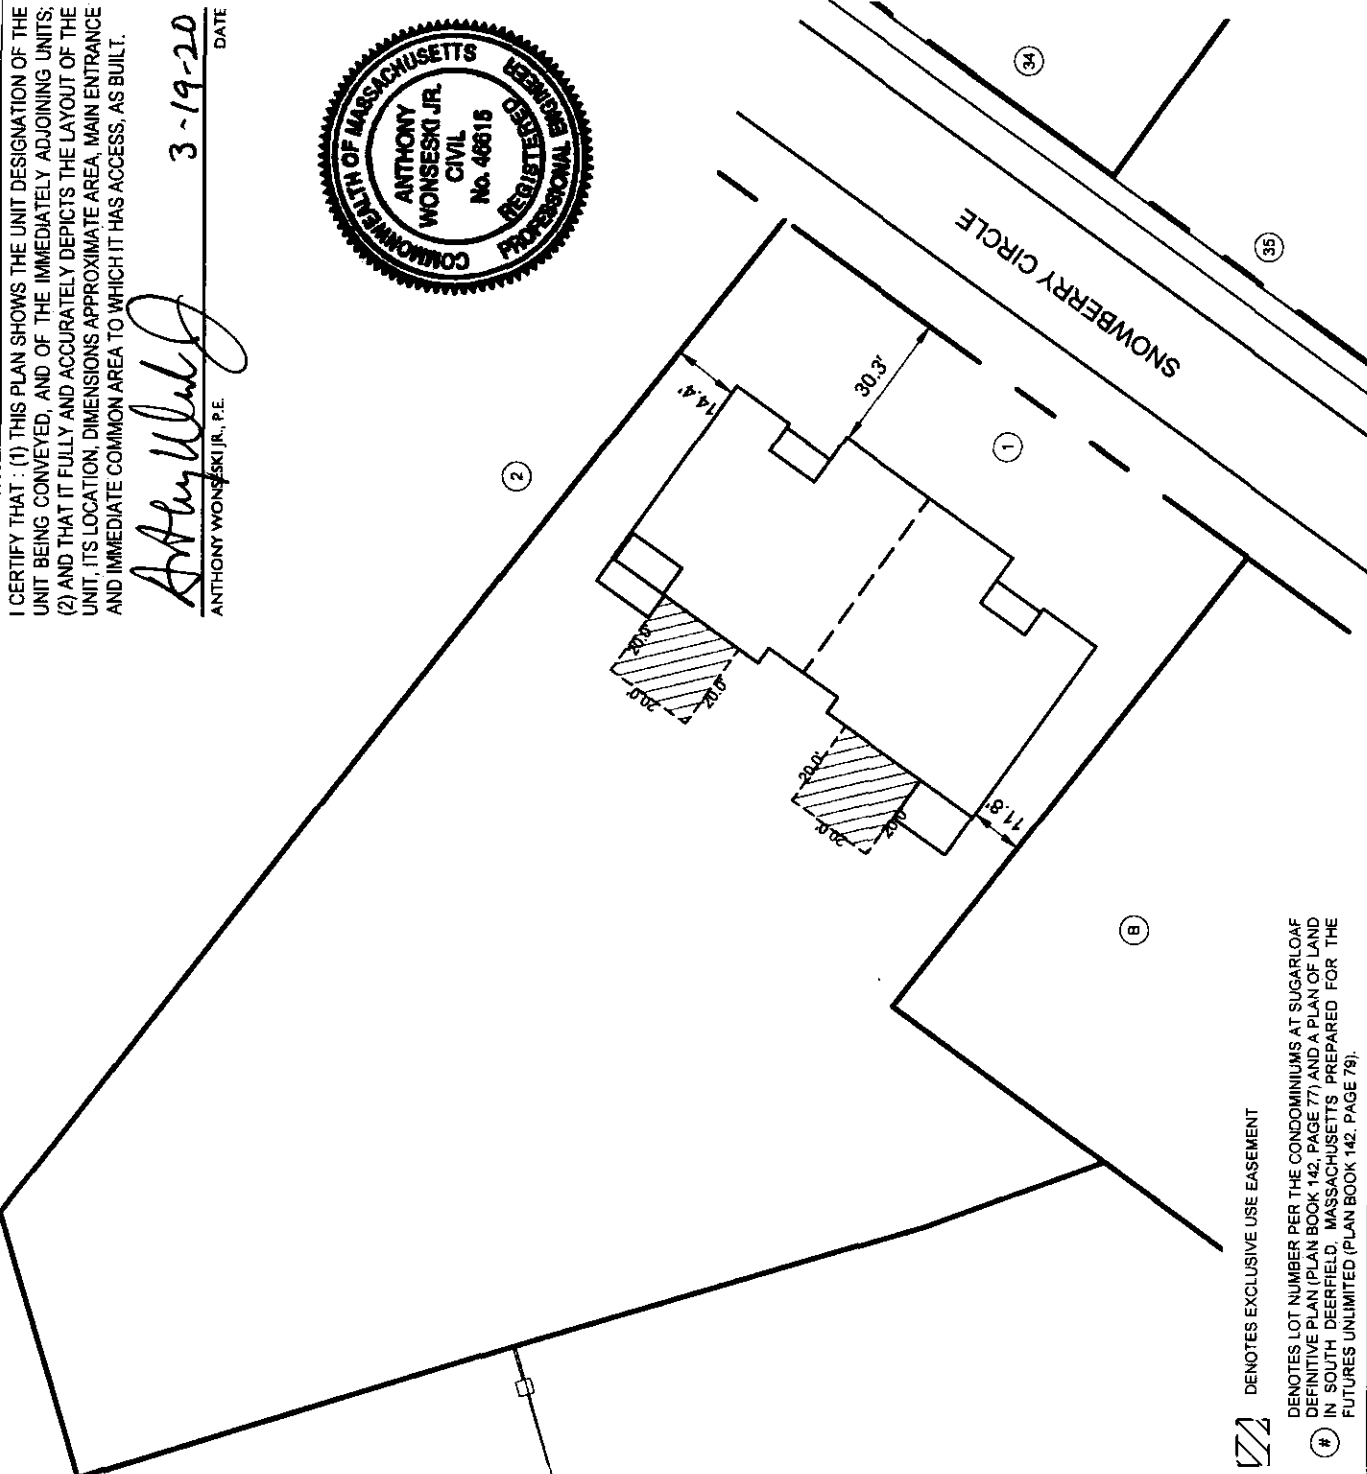 I CERTIFY THAT : (1) THIS PLAN SHOWS THE UNIT DESIGNATION OF THE
UNIT BEING CONVEYED, AND OF THE IMMEDIATELY ADJOINING UNITS;
(2) AND THAT IT FULLY AND ACCURATELY DEPICTS THE LAYOUT OF THE
UNIT, ITS LOCATION, DIMENSIONS APPROXIMATE AREA, MAIN ENTRANCE
AND IMMEDIATE COMMON AREA TO WHICH IT HAS ACCESS, AS BUILT.
3-19-20
ANTHONY WONSESKI JR., P.E.
DATE
COMMONWEALTH OF MASSACHUSETTS
ANTHONY
WONSESKI JR.
CIVIL
No. 46615
REGISTERED
PROFESSIONAL ENGINEER
34
35
SNOWBERRY CIRCLE
2
14.4'
30.3'
1
20.0'
20.0'
20.0'
20.0'
20.0'
20.0'
11.8'
B
DENOTES EXCLUSIVE USE EASEMENT
# DENOTES LOT NUMBER PER THE CONDOMINIUMS AT SUGARLOAF
DEFINITIVE PLAN (PLAN BOOK 142, PAGE 77) AND A PLAN OF LAND
IN SOUTH DEERFIELD, MASSACHUSETTS PREPARED FOR THE
FUTURES UNLIMITED (PLAN BOOK 142, PAGE 79).